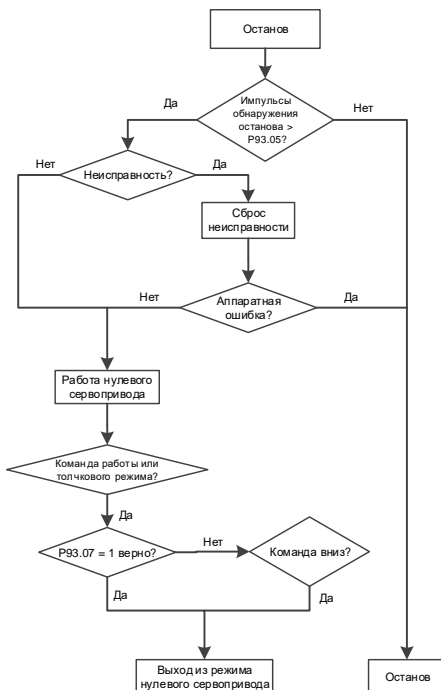 Останов
Импульсы
обнаружения
останова >
P93.05?
Да
Нет
Нет
Неисправность?
Да
Сброс
неисправности
Нет
Аппаратная
ошибка?
Да
Работа нулевого
сервопривода
Команда работы или
толчкового режима?
Да
P93.07 = 1 верно?
Нет
Команда вниз?
Да
Да
Выход из режима
нулевого сервопривода
Останов